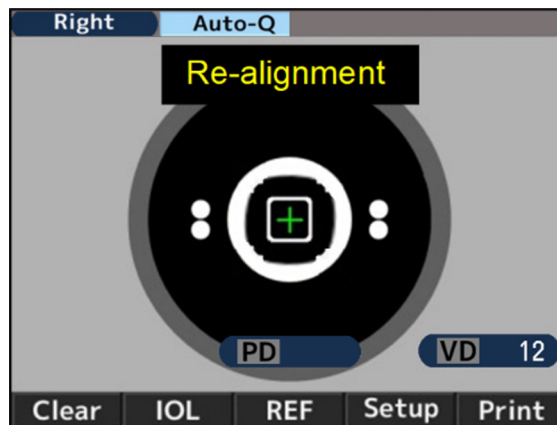 Right Auto-Q
Re-alignment
PD VD 12
Clear IOL REF Setup Print